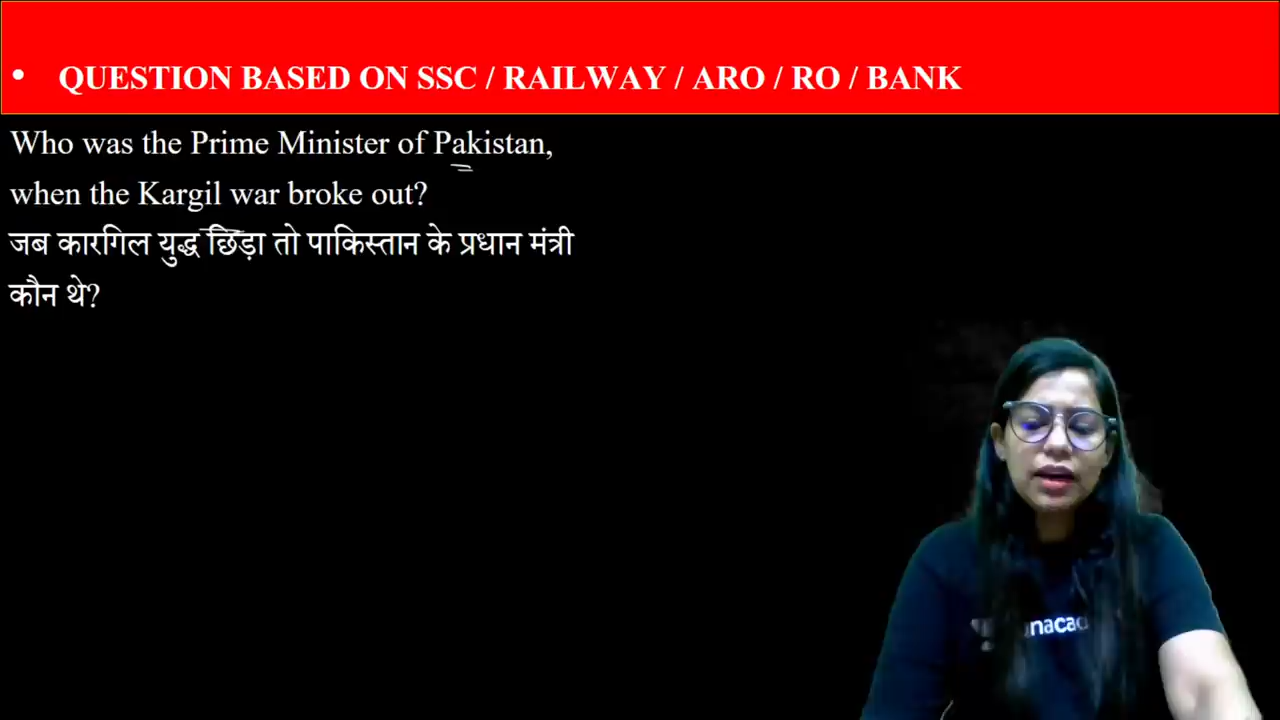 • QUESTION BASED ON SSC / RAILWAY / ARO / RO / BANK
Who was the Prime Minister of Pakistan,
when the Kargil war broke out?
जब कारगिल युद्ध छिड़ा तो पाकिस्तान के प्रधान मंत्री
कौन थे?